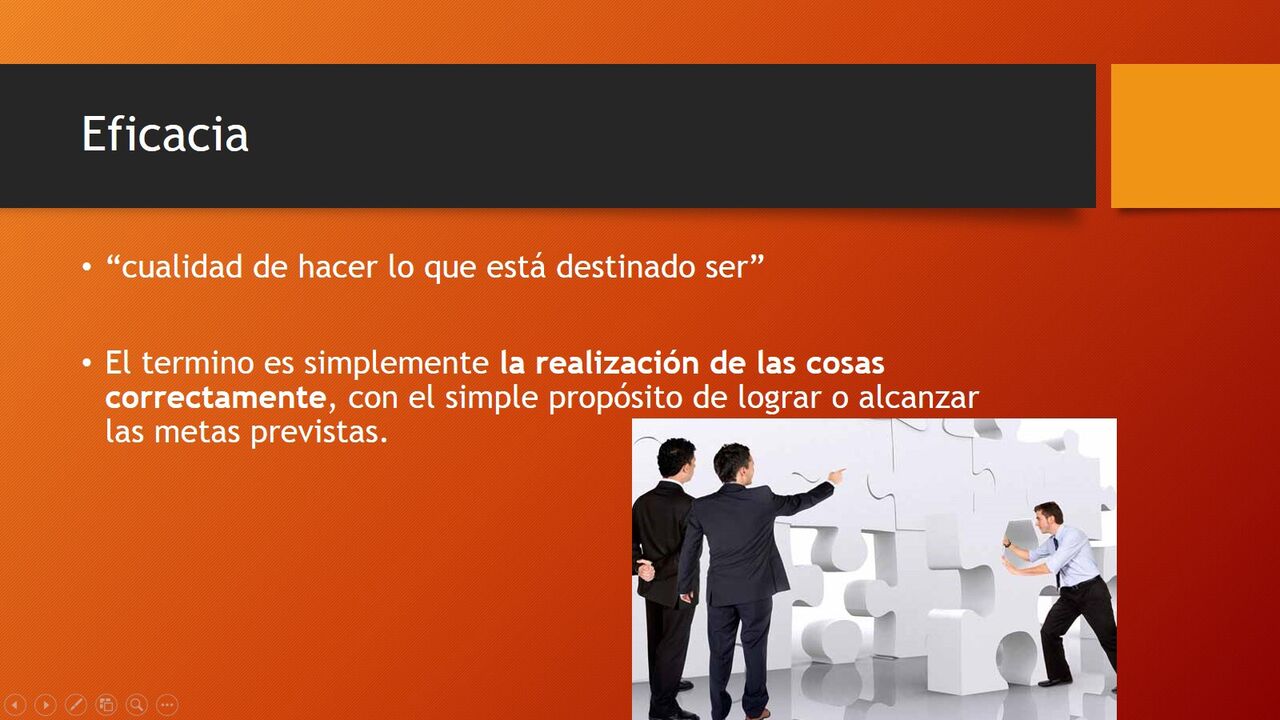 Eficacia
• “cualidad de hacer lo que está destinado ser”
• El termino es simplemente la realización de las cosas
correctamente, con el simple propósito de lograr o alcanzar
las metas previstas.